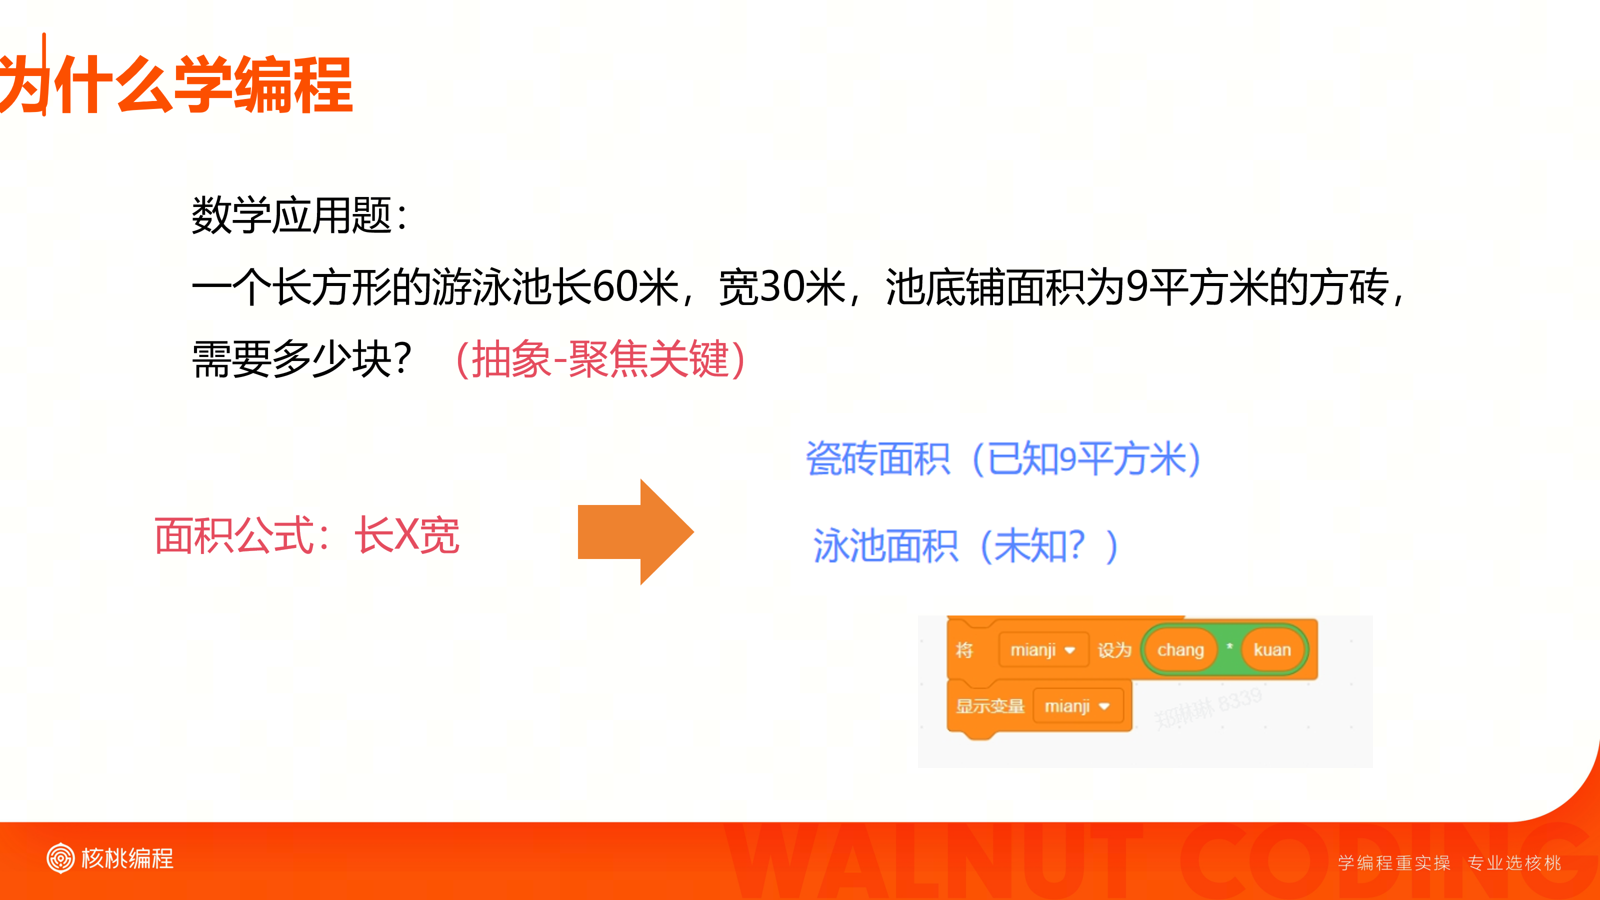 为什么学编程
数学应用题：
一个长方形的游泳池长60米，宽30米，池底铺面积为9平方米的方砖，
需要多少块？（抽象-聚焦关键）
瓷砖面积（已知9平方米）
面积公式：长X宽
泳池面积（未知？）
将 mianji 设为 chang * kuan
显示变量 mianji
郑琳琳 8339
核桃编程
WALNUT CODING
学编程重实操 专业选核桃